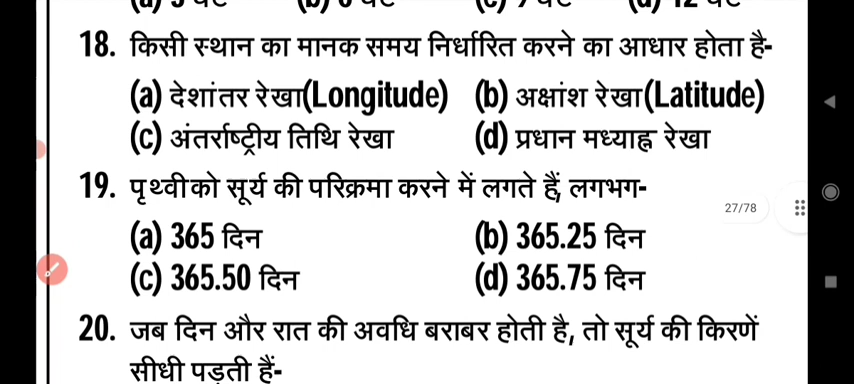 18. किसी स्थान का मानक समय निर्धारित करने का आधार होता है-
(a) देशांतर रेखा(Longitude) (b) अक्षांश रेखा(Latitude)
(c) अंतर्राष्ट्रीय तिथि रेखा (d) प्रधान मध्याह्न रेखा
19. पृथ्वीको सूर्य की परिक्रमा करने में लगते हैं, लगभग-
27/78
(a) 365 दिन (b) 365.25 दिन
(c) 365.50 दिन (d) 365.75 दिन
20. जब दिन और रात की अवधि बराबर होती है, तो सूर्य की किरणें
सीधी पड़ती हैं-